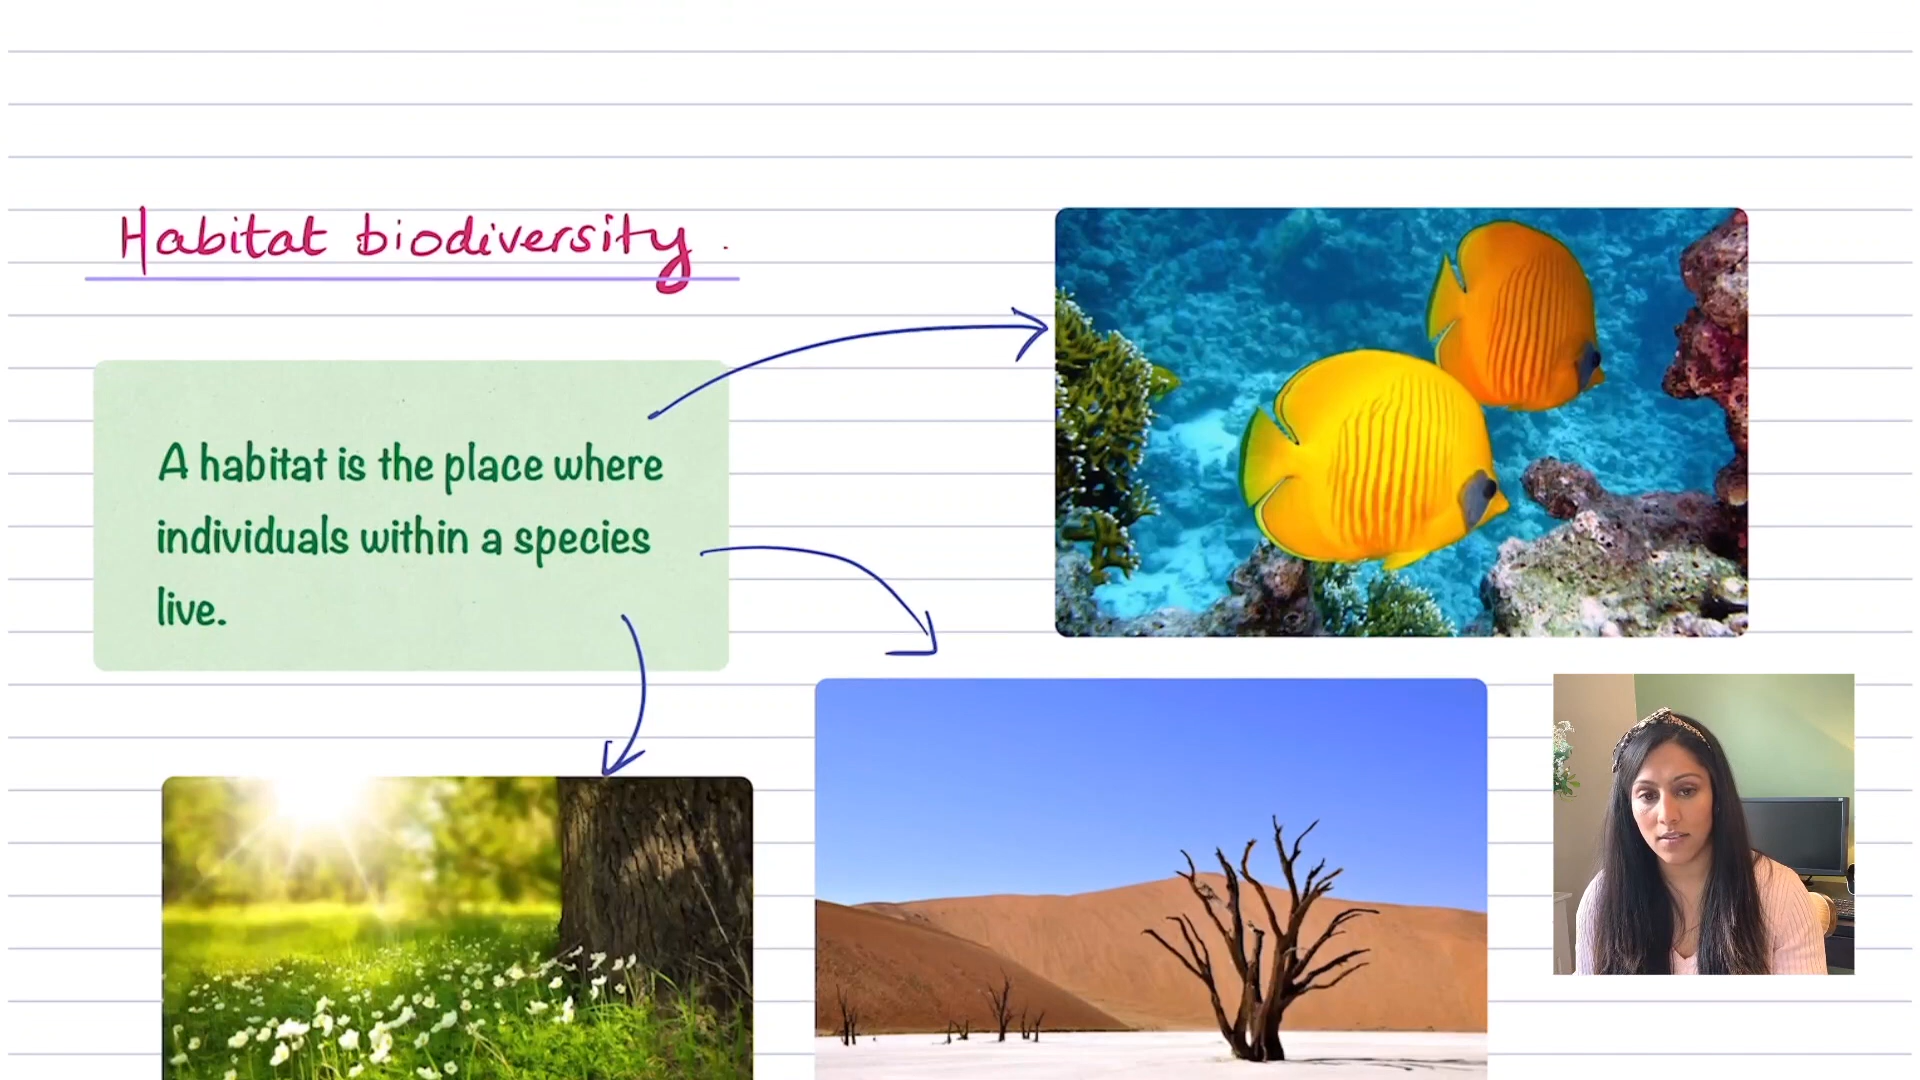 Habitat biodiversity.
A habitat is the place where
individuals within a species
live.